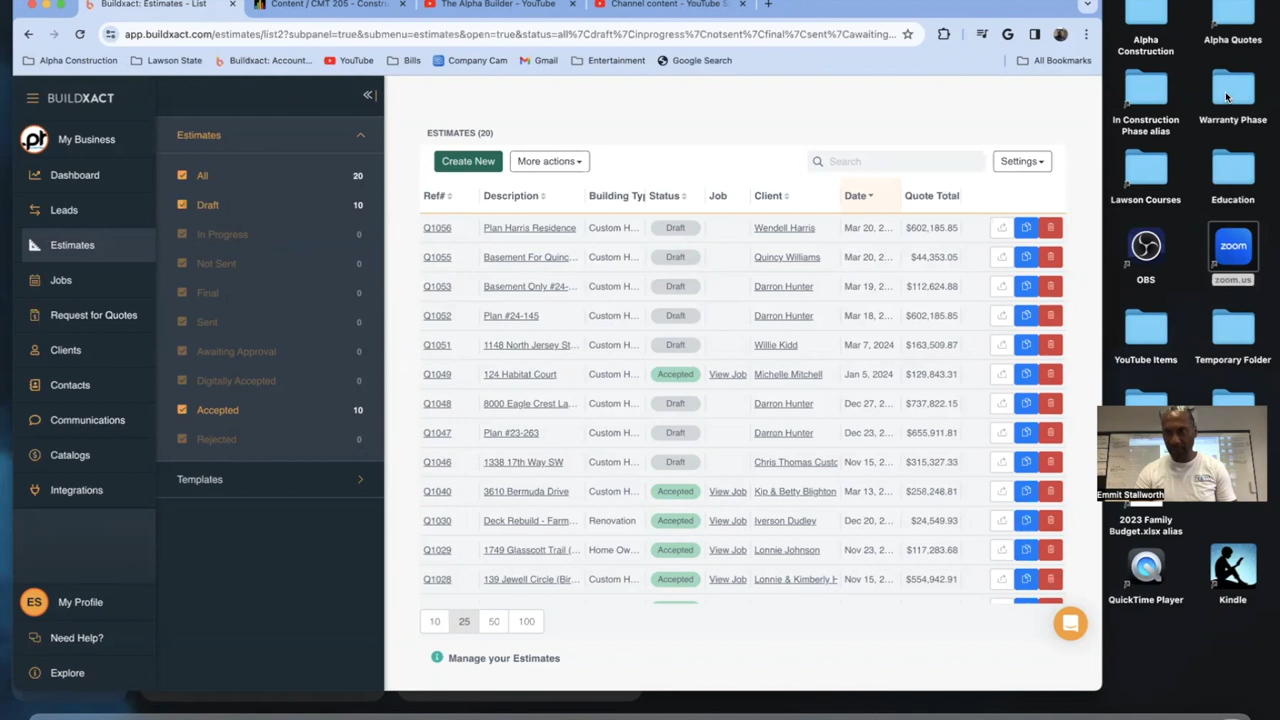 Buildxact: Estimates - List
Content / CMT 205 - Constru
The Alpha Builder - YouTube
Channel content - YouTube S
app.buildxact.com/estimates/list2?subpanel=true&submenu=estimates&open=true&status=all%7Cdraft%7Cinprogress%7Cnotsent%7Cfinal%7Csent%7Cawaiting...
Alpha Construction
Lawson State
Buildxact: Account...
YouTube
Bills
Company Cam
Gmail
Entertainment
Google Search
All Bookmarks
BUILDXACT
My Business
Dashboard
Leads
Estimates
Jobs
Request for Quotes
Clients
Contacts
Communications
Catalogs
Integrations
ES My Profile
Need Help?
Explore
Estimates
All 20
Draft 10
In Progress 0
Not Sent 0
Final 0
Sent 0
Awaiting Approval 0
Digitally Accepted 0
Accepted 10
Rejected 0
Templates
ESTIMATES (20)
Create New More actions Search Settings
Ref# Description Building Typ Status Job Client Date Quote Total
Q1056 Plan Harris Residence Custom H... Draft Wendell Harris Mar 20, 2... $602,185.85
Q1055 Basement For Quinc... Custom H... Draft Quincy Williams Mar 20, 2... $44,353.05
Q1053 Basement Only #24-... Custom H... Draft Darron Hunter Mar 19, 2... $112,624.88
Q1052 Plan #24-145 Custom H... Draft Darron Hunter Mar 18, 2... $602,185.85
Q1051 1148 North Jersey St... Custom H... Draft Willie Kidd Mar 7, 2024 $163,509.87
Q1049 124 Habitat Court Custom H... Accepted View Job Michelle Mitchell Jan 5, 2024 $129,843.31
Q1048 8000 Eagle Crest La... Custom H... Draft Darron Hunter Dec 27, 2... $737,822.15
Q1047 Plan #23-263 Custom H... Draft Darron Hunter Dec 23, 2... $655,911.81
Q1046 1338 17th Way SW Custom H... Draft Chris Thomas Custo Nov 15, 2... $315,327.33
Q1040 3610 Bermuda Drive Custom H... Accepted View Job Kip & Betty Blighton Mar 13, 2... $258,248.81
Q1030 Deck Rebuild - Farm... Renovation Accepted View Job Iverson Dudley Dec 20, 2... $24,549.93
Q1029 1749 Glasscott Trail (... Home Ow... Accepted View Job Lonnie Johnson Nov 23, 2... $117,283.68
Q1028 139 Jewell Circle (Bir... Custom H... Accepted View Job Lonnie & Kimberly H Nov 15, 2... $554,942.91
10 25 50 100
Manage your Estimates
Alpha
Construction
Alpha Quotes
In Construction
Phase alias
Warranty Phase
Lawson Courses
Education
OBS
zoom
zoom.us
YouTube Items
Temporary Folder
Emmit Stallworth
2023 Family
Budget.xlsx alias
QuickTime Player
Kindle